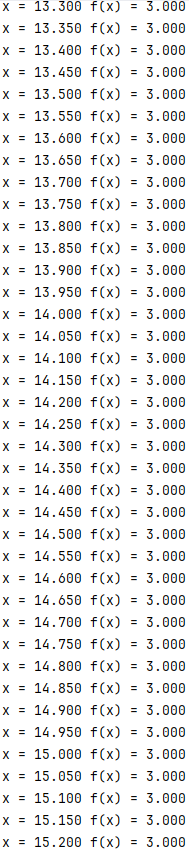 x = 13.300 f(x) = 3.000
x = 13.350 f(x) = 3.000
x = 13.400 f(x) = 3.000
x = 13.450 f(x) = 3.000
x = 13.500 f(x) = 3.000
x = 13.550 f(x) = 3.000
x = 13.600 f(x) = 3.000
x = 13.650 f(x) = 3.000
x = 13.700 f(x) = 3.000
x = 13.750 f(x) = 3.000
x = 13.800 f(x) = 3.000
x = 13.850 f(x) = 3.000
x = 13.900 f(x) = 3.000
x = 13.950 f(x) = 3.000
x = 14.000 f(x) = 3.000
x = 14.050 f(x) = 3.000
x = 14.100 f(x) = 3.000
x = 14.150 f(x) = 3.000
x = 14.200 f(x) = 3.000
x = 14.250 f(x) = 3.000
x = 14.300 f(x) = 3.000
x = 14.350 f(x) = 3.000
x = 14.400 f(x) = 3.000
x = 14.450 f(x) = 3.000
x = 14.500 f(x) = 3.000
x = 14.550 f(x) = 3.000
x = 14.600 f(x) = 3.000
x = 14.650 f(x) = 3.000
x = 14.700 f(x) = 3.000
x = 14.750 f(x) = 3.000
x = 14.800 f(x) = 3.000
x = 14.850 f(x) = 3.000
x = 14.900 f(x) = 3.000
x = 14.950 f(x) = 3.000
x = 15.000 f(x) = 3.000
x = 15.050 f(x) = 3.000
x = 15.100 f(x) = 3.000
x = 15.150 f(x) = 3.000
x = 15.200 f(x) = 3.000